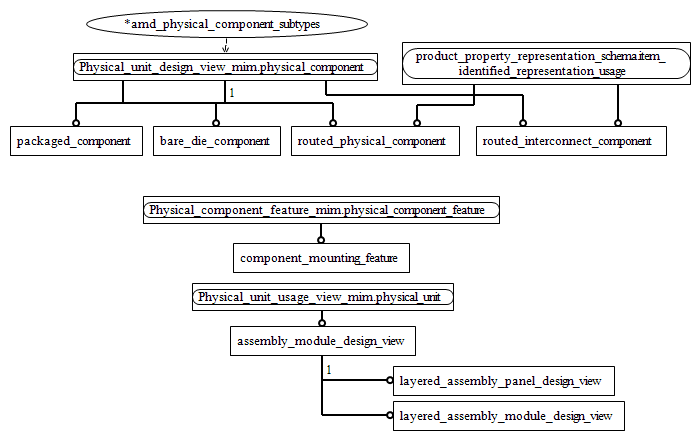 *amd_physical_component_subtypes
Physical_unit_design_view_mim.physical_component
product_property_representation_schema.item_
identified_representation_usage
1
packaged_component
bare_die_component
routed_physical_component
routed_interconnect_component
Physical_component_feature_mim.physical_component_feature
component_mounting_feature
Physical_unit_usage_view_mim.physical_unit
assembly_module_design_view
1
layered_assembly_panel_design_view
layered_assembly_module_design_view